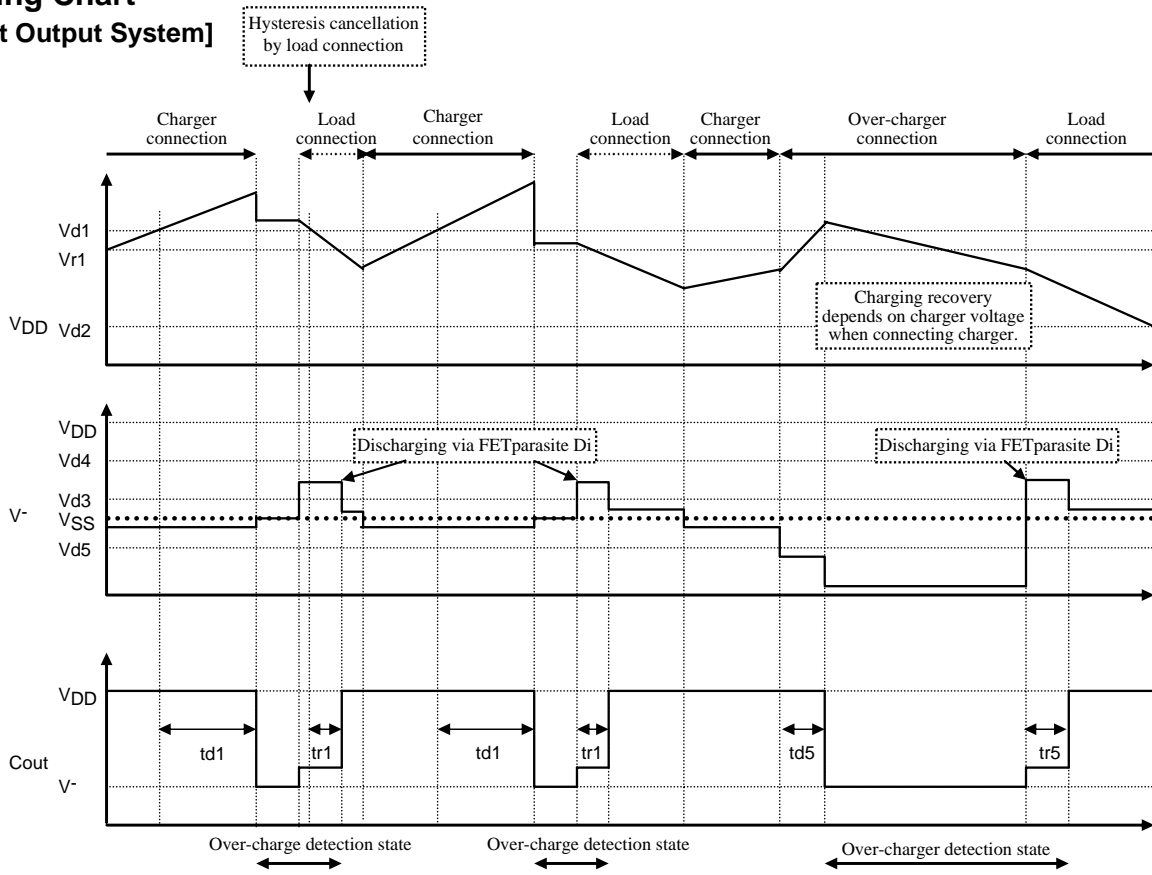 ing Chart
t Output System]
Hysteresis cancellation
by load connection
Charger
connection
Load
connection
Charger
connection
Load
connection
Charger
connection
Over-charger
connection
Load
connection
Vd1
Vr1
VDD Vd2
Charging recovery
depends on charger voltage
when connecting charger.
VDD
Vd4
Vd3
V-
VSS
Vd5
Discharging via FETparasite Di
Discharging via FETparasite Di
VDD
Cout
V-
td1
tr1
td1
tr1
td5
tr5
Over-charge detection state
Over-charge detection state
Over-charger detection state